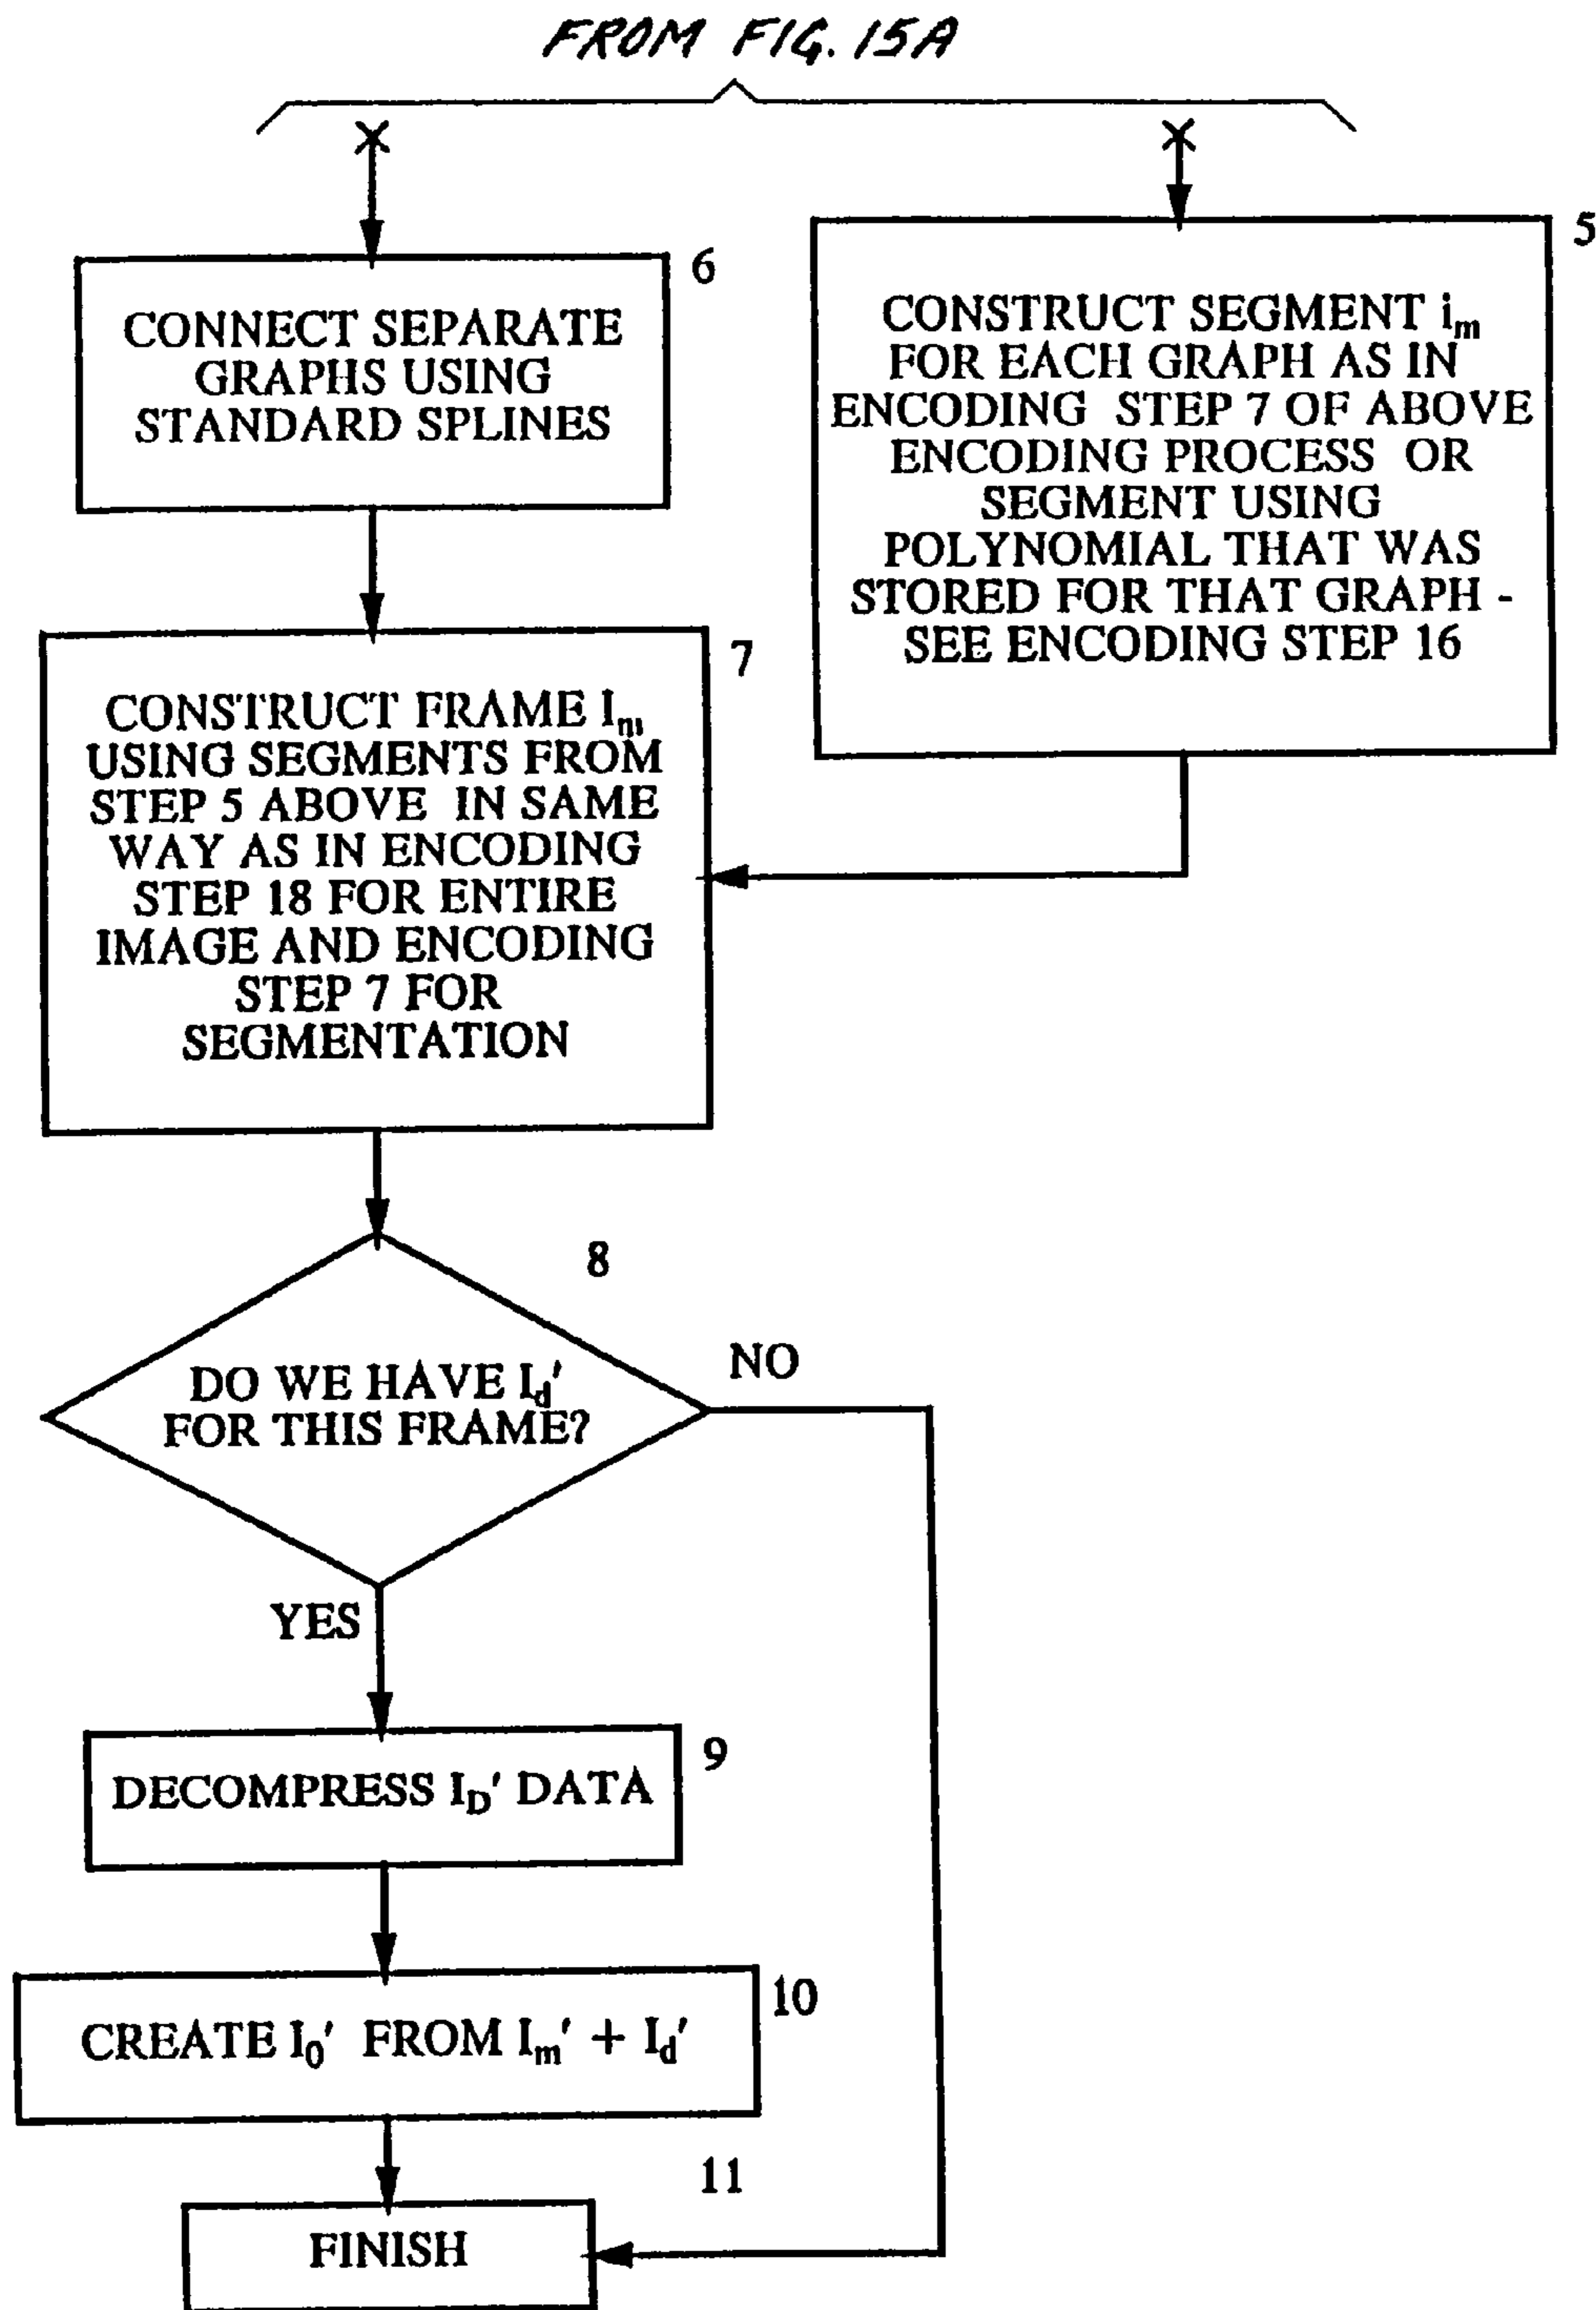 FROM FIG. 15A
6
CONNECT SEPARATE
GRAPHS USING
STANDARD SPLINES
5
CONSTRUCT SEGMENT iₘ
FOR EACH GRAPH AS IN
ENCODING STEP 7 OF ABOVE
ENCODING PROCESS OR
SEGMENT USING
POLYNOMIAL THAT WAS
STORED FOR THAT GRAPH -
SEE ENCODING STEP 16
7
CONSTRUCT FRAME Iₘ
USING SEGMENTS FROM
STEP 5 ABOVE IN SAME
WAY AS IN ENCODING
STEP 18 FOR ENTIRE
IMAGE AND ENCODING
STEP 7 FOR
SEGMENTATION
8
DO WE HAVE I_d′
FOR THIS FRAME?
NO
YES
9
DECOMPRESS I_D′ DATA
10
CREATE I₀′ FROM Iₘ′ + I_d′
11
FINISH